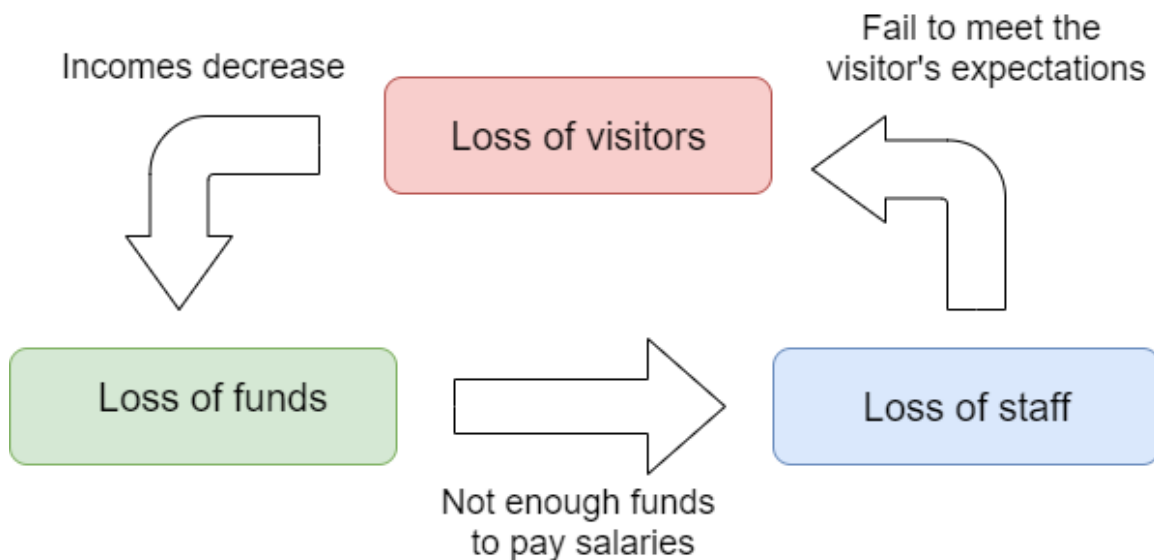 Incomes decrease
Fail to meet the
visitor's expectations
Loss of visitors
Loss of funds
Loss of staff
Not enough funds
to pay salaries